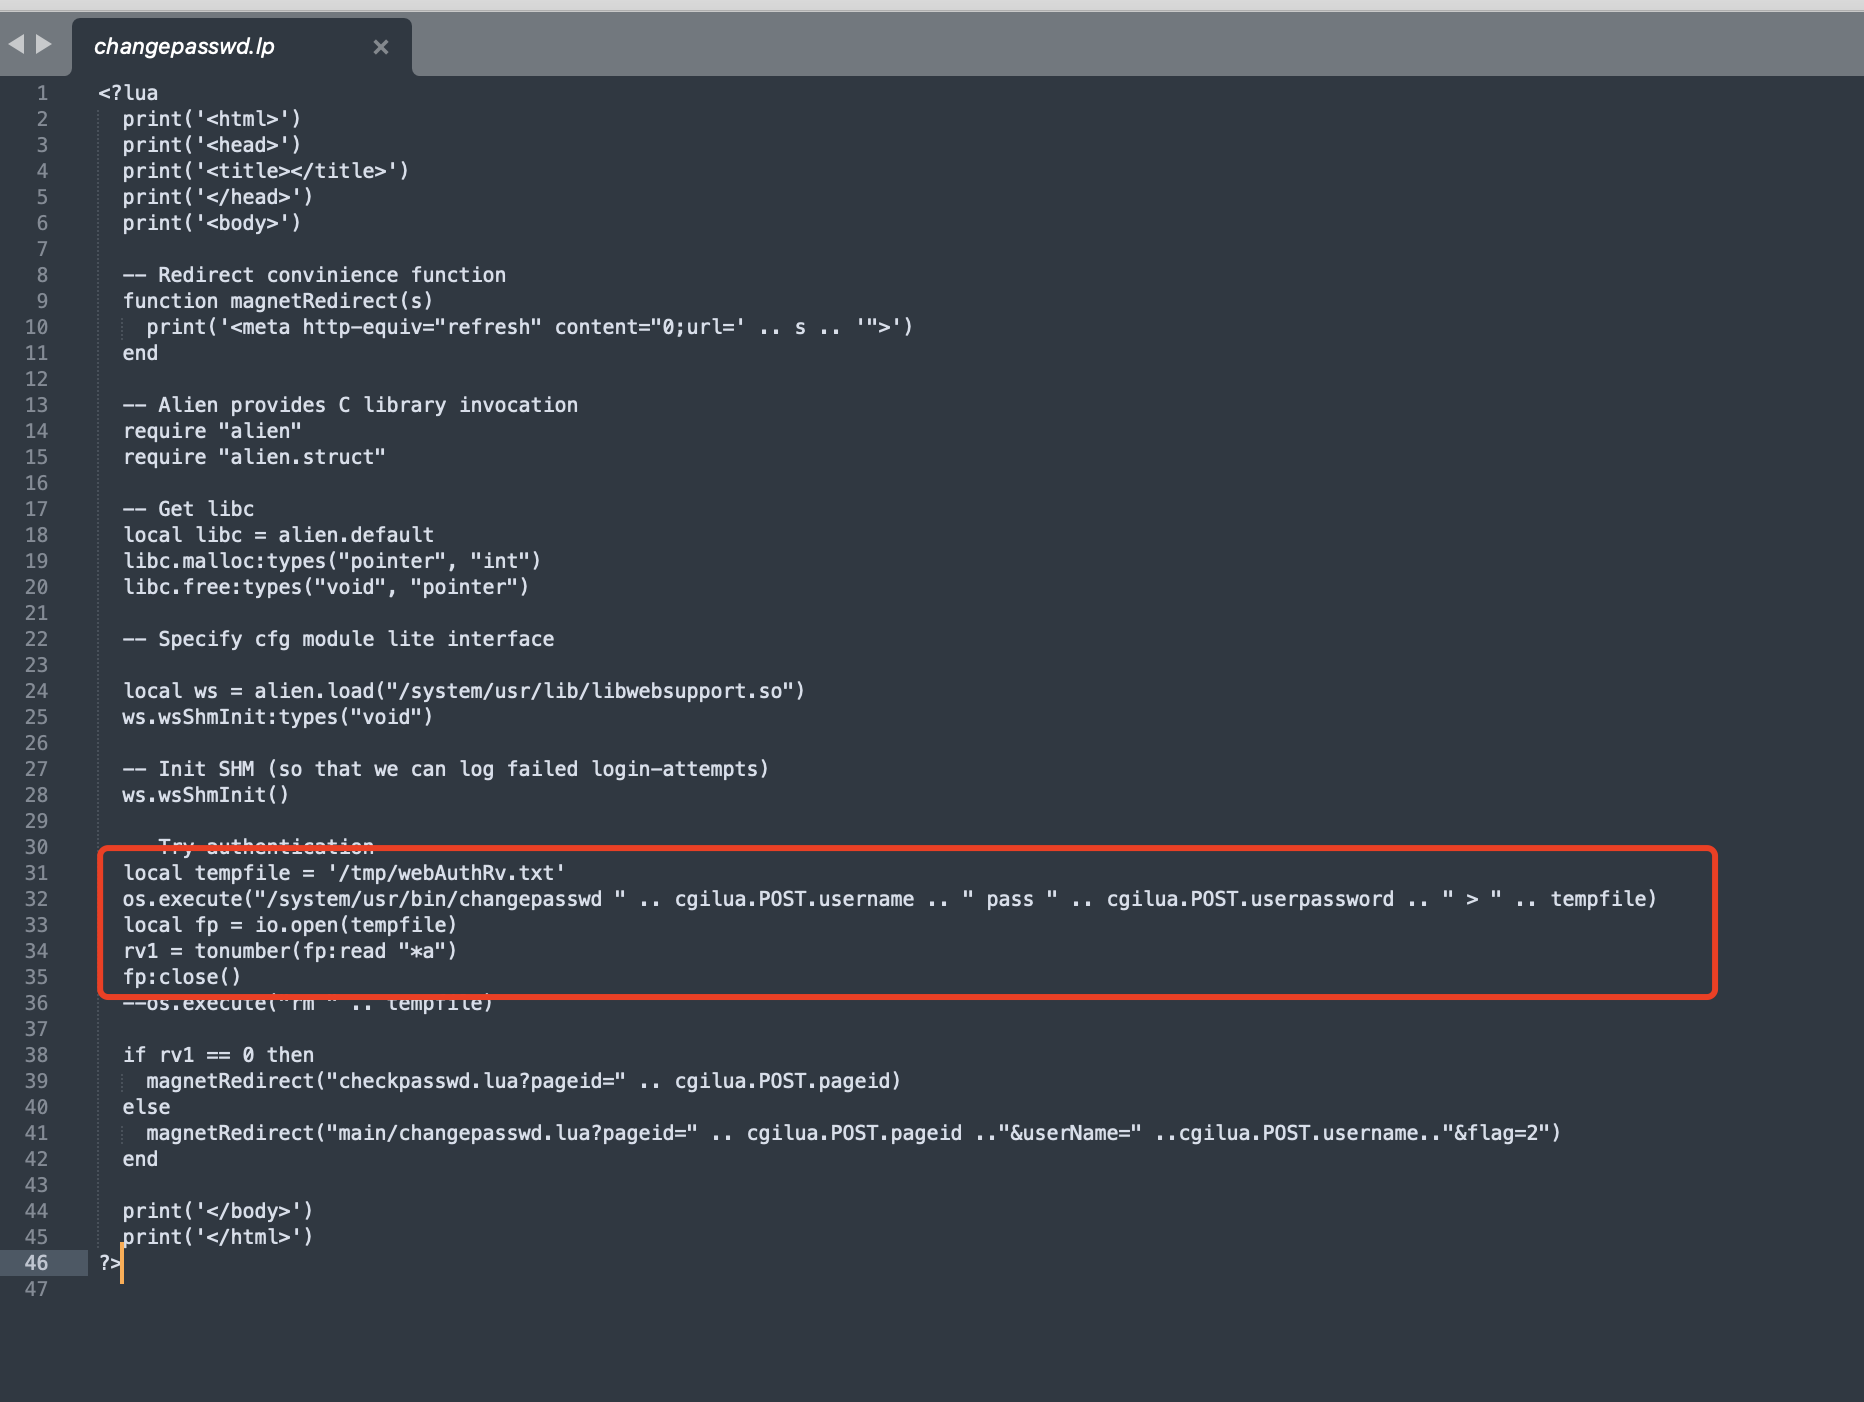 changepasswd.lp ×
1 <?lua
2 print('<html>')
3 print('<head>')
4 print('<title></title>')
5 print('</head>')
6 print('<body>')
7
8 -- Redirect convinience function
9 function magnetRedirect(s)
10 print('<meta http-equiv="refresh" content="0;url=' .. s .. '">')
11 end
12
13 -- Alien provides C library invocation
14 require "alien"
15 require "alien.struct"
16
17 -- Get libc
18 local libc = alien.default
19 libc.malloc:types("pointer", "int")
20 libc.free:types("void", "pointer")
21
22 -- Specify cfg module lite interface
23
24 local ws = alien.load("/system/usr/lib/libwebsupport.so")
25 ws.wsShmInit:types("void")
26
27 -- Init SHM (so that we can log failed login-attempts)
28 ws.wsShmInit()
29
30 Try authentication
31 local tempfile = '/tmp/webAuthRv.txt'
32 os.execute("/system/usr/bin/changepasswd " .. cgilua.POST.username .. " pass " .. cgilua.POST.userpassword .. " > " .. tempfile)
33 local fp = io.open(tempfile)
34 rv1 = tonumber(fp:read "*a")
35 fp:close()
36 --os.execute("rm " .. tempfile)
37
38 if rv1 == 0 then
39 magnetRedirect("checkpasswd.lua?pageid=" .. cgilua.POST.pageid)
40 else
41 magnetRedirect("main/changepasswd.lua?pageid=" .. cgilua.POST.pageid .."&userName=" ..cgilua.POST.username.."&flag=2")
42 end
43
44 print('</body>')
45 print('</html>')
46 ?>
47